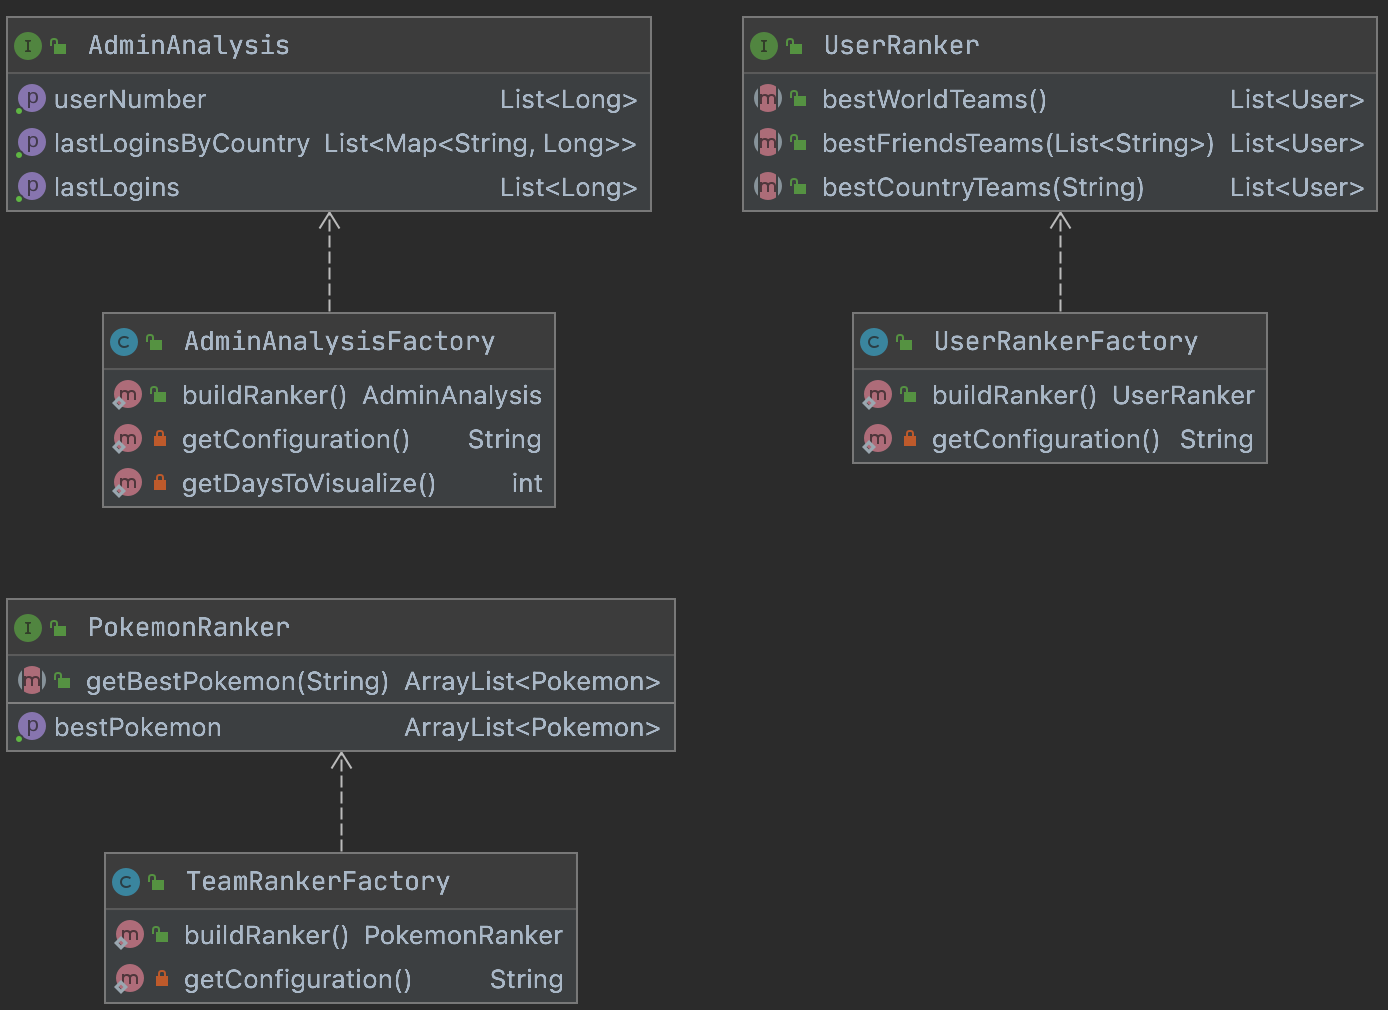 I AdminAnalysis
p userNumber List<Long>
p lastLoginsByCountry List<Map<String, Long>>
p lastLogins List<Long>
C AdminAnalysisFactory
m buildRanker() AdminAnalysis
m getConfiguration() String
m getDaysToVisualize() int
I UserRanker
m bestWorldTeams() List<User>
m bestFriendsTeams(List<String>) List<User>
m bestCountryTeams(String) List<User>
C UserRankerFactory
m buildRanker() UserRanker
m getConfiguration() String
I PokemonRanker
m getBestPokemon(String) ArrayList<Pokemon>
p bestPokemon ArrayList<Pokemon>
C TeamRankerFactory
m buildRanker() PokemonRanker
m getConfiguration() String